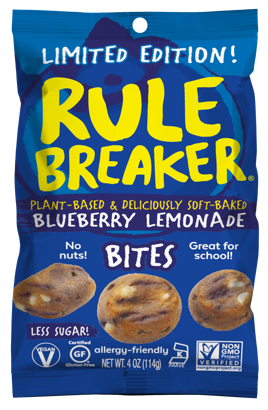 LIMITED EDITION!
RULE
BREAKER®
PLANT-BASED & DELICIOUSLY SOFT-BAKED
BLUEBERRY LEMONADE
No
nuts!
BITES
Great for
school!
LESS SUGAR!
VEGAN
Certified
GF
Gluten-Free
allergy-friendly
NET WT. 4 OZ (114g)
K
PAREVE
NON
GMO
Project
VERIFIED
nongmoproject.org